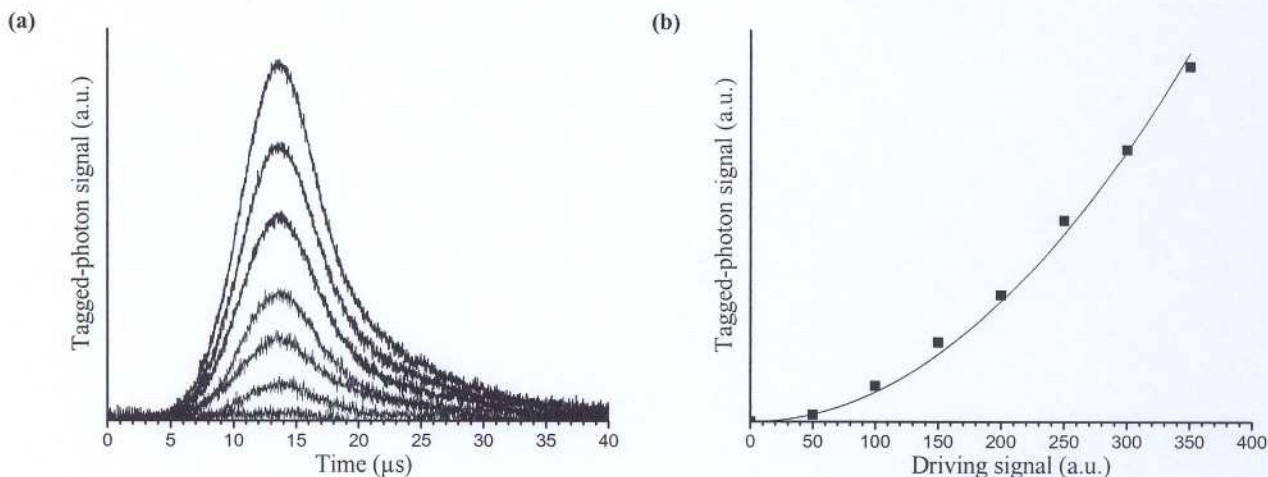 (a)
Tagged-photon signal (a.u.)
0 5 10 15 20 25 30 35 40
Time (µs)
(b)
Tagged-photon signal (a.u.)
0 50 100 150 200 250 300 350 400
Driving signal (a.u.)